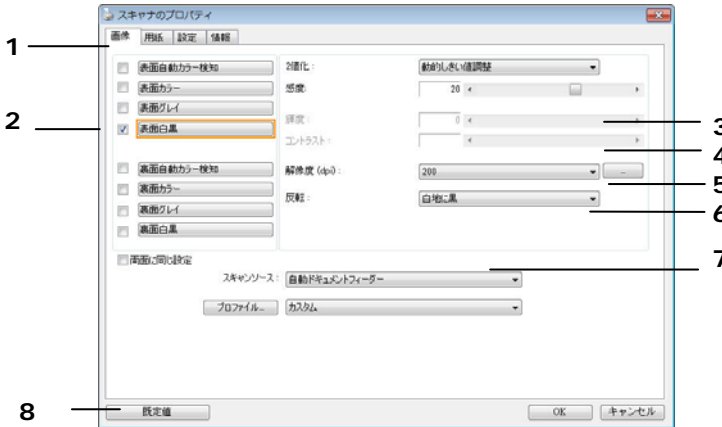 スキャナのプロパティ
画像 用紙 設定 情報
1
表面自動カラー検知
2値化:
動的しきい値調整
表面カラー
感度:
20
表面グレイ
輝度:
0
3
2
表面白黒
コントラスト:
4
裏面自動カラー検知
解像度 (dpi):
200
..
5
裏面カラー
反転:
白地に黒
6
裏面グレイ
裏面白黒
両面に同じ設定
7
スキャンソース:
自動ドキュメントフィーダー
プロファイル..
カスタム
8
既定値
OK
キャンセル